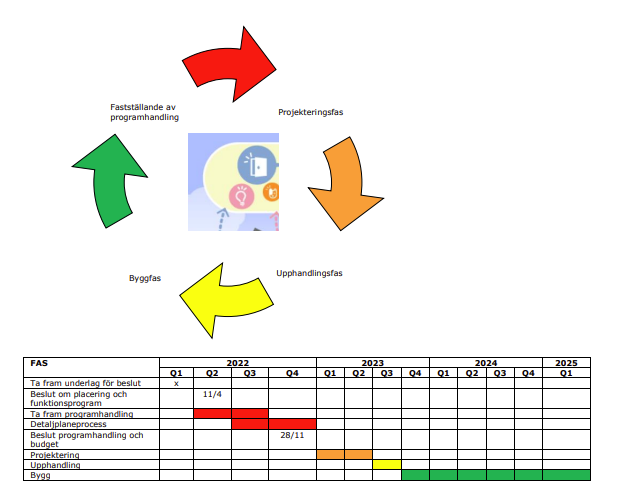 Fastställande av
programhandling
Projekteringsfas
Upphandlingsfas
Byggfas
FAS 2022 2023 2024 2025
Q1 Q2 Q3 Q4 Q1 Q2 Q3 Q4 Q1 Q2 Q3 Q4 Q1
Ta fram underlag för beslut x
Beslut om placering och
funktionsprogram 11/4
Ta fram programhandling
Detaljplaneprocess
Beslut programhandling och
budget 28/11
Projektering
Upphandling
Bygg